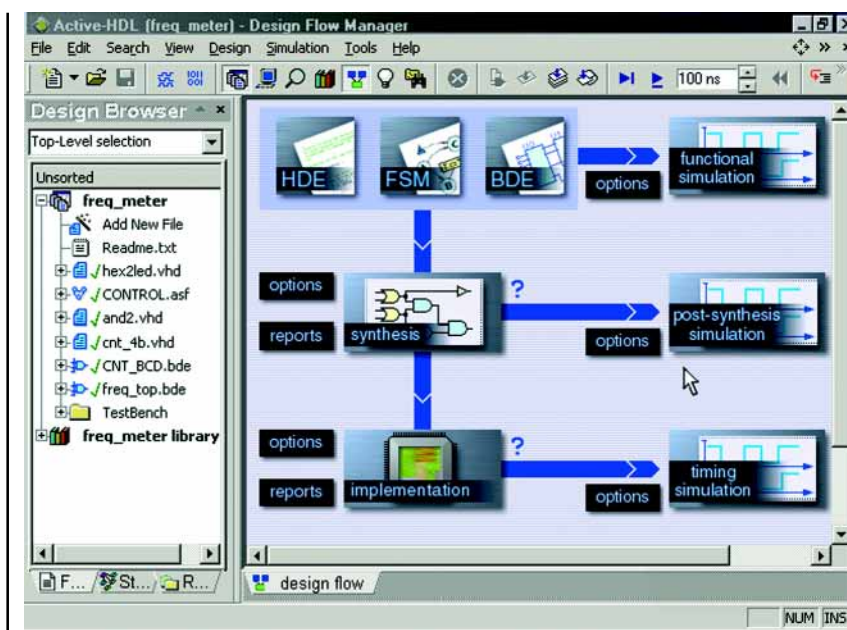 Active-HDL (freq_meter) - Design Flow Manager
File Edit Search View Design Simulation Tools Help
100 ns
Design Browser
Top-Level selection
Unsorted
freq_meter
Add New File
Readme.txt
hex2led.vhd
CONTROL.asf
and2.vhd
cnt_4b.vhd
CNT_BCD.bde
freq_top.bde
TestBench
freq_meter library
F... St... R...
HDE FSM BDE
options
functional
simulation
options
reports
synthesis
?
options
post-synthesis
simulation
options
reports
implementation
?
options
timing
simulation
design flow
NUM INS